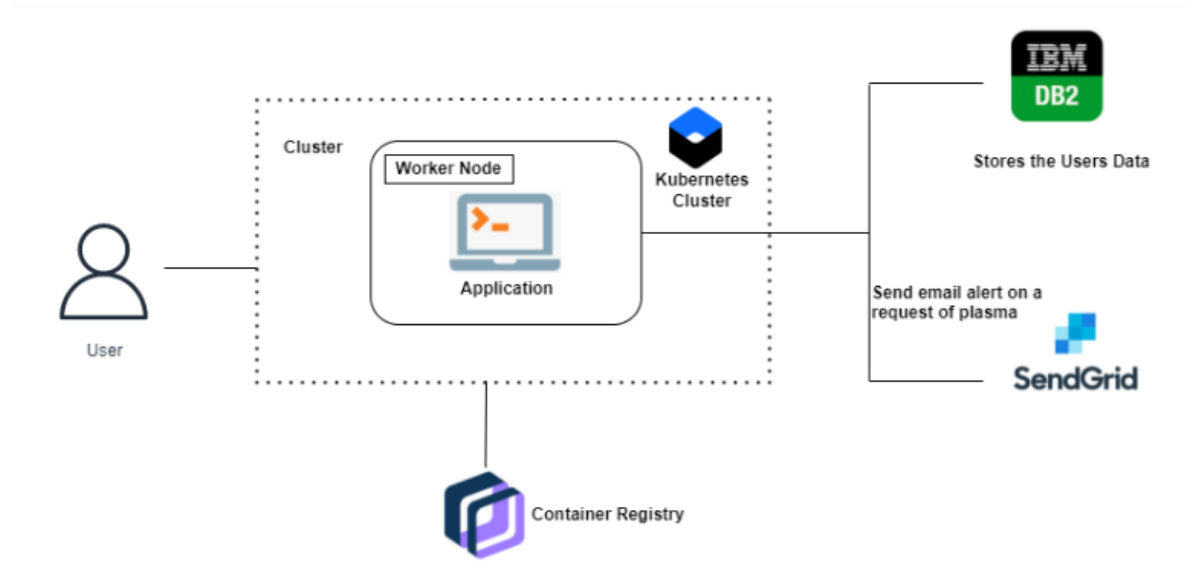 IBM
DB2
Stores the Users Data
Cluster
Worker Node
Kubernetes
Cluster
Application
User
Send email alert on a
request of plasma
SendGrid
Container Registry